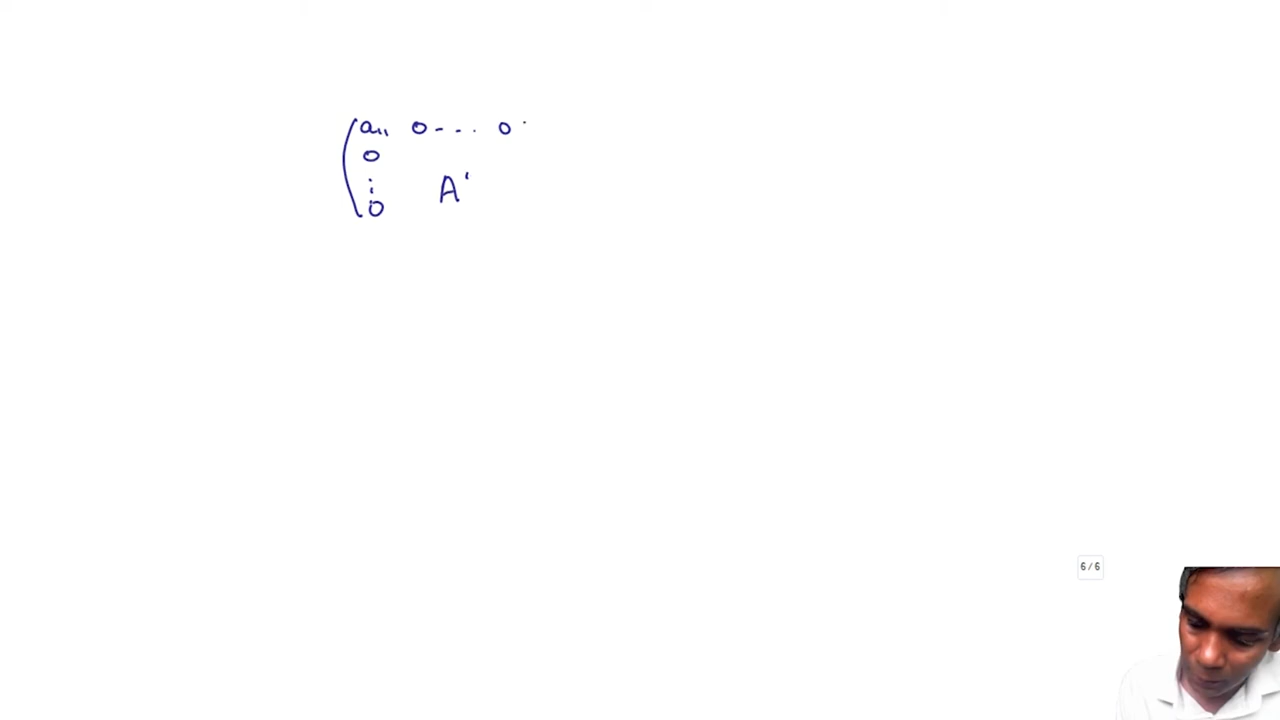 (a₁₁ 0 - - . . 0 .
0
⋮ A'
0
6 / 6